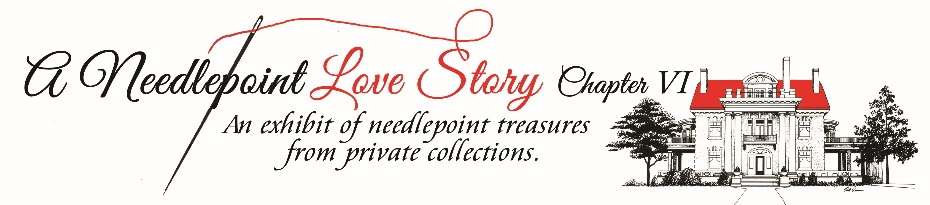 A Needlepoint Love Story Chapter VI
An exhibit of needlepoint treasures
from private collections.